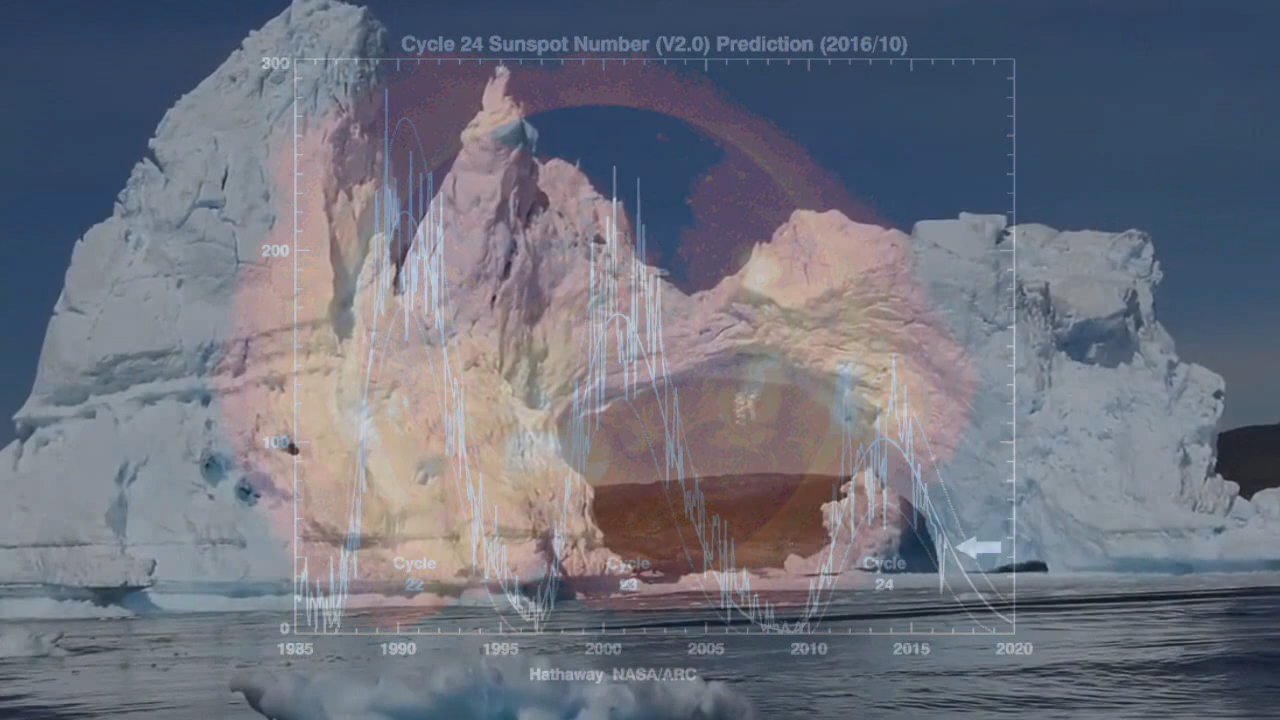 Cycle 24 Sunspot Number (V2.0) Prediction (2016/10)
300
200
100
0
Cycle
22
Cycle
23
Cycle
24
1985 1990 1995 2000 2005 2010 2015 2020
Hathaway NASA/ARC